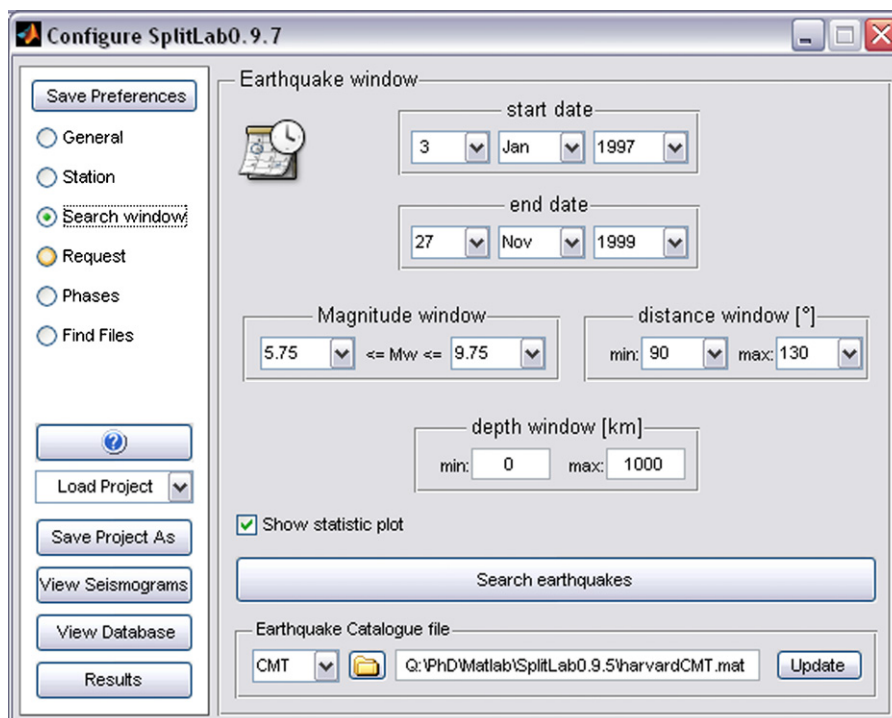 Configure SplitLab0.9.7
Save Preferences
General
Station
Search window
Request
Phases
Find Files
?
Load Project
Save Project As
View Seismograms
View Database
Results
Earthquake window
start date
3 Jan 1997
end date
27 Nov 1999
Magnitude window
5.75 <= Mw <= 9.75
distance window [°]
min: 90 max: 130
depth window [km]
min: 0 max: 1000
Show statistic plot
Search earthquakes
Earthquake Catalogue file
CMT Q:\PhD\Matlab\SplitLab0.9.5\harvardCMT.mat Update